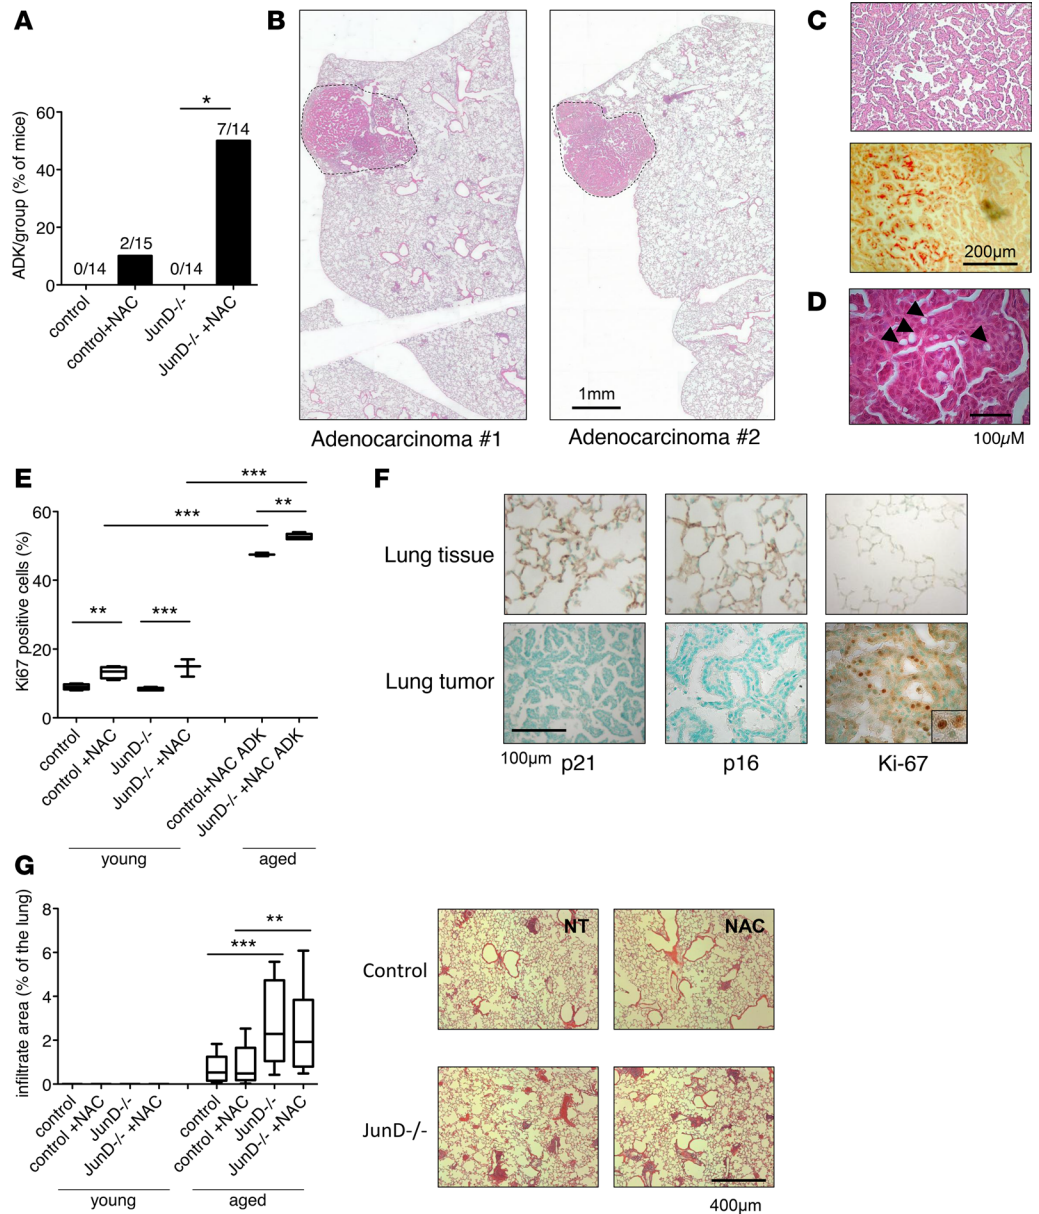 A
ADK/group (% of mice)
60
40
20
0
0/14
2/15
0/14
7/14
*
control
control+NAC
JunD-/-
JunD-/- +NAC
B
1mm
Adenocarcinoma #1
Adenocarcinoma #2
C
200µm
D
100µM
E
Ki67 positive cells (%)
60
40
20
0
**
***
***
**
***
control
control +NAC
JunD-/-
JunD-/- +NAC
control+NAC ADK
JunD-/- +NAC ADK
young
aged
F
Lung tissue
Lung tumor
100µm
p21
p16
Ki-67
G
infiltrate area (% of the lung)
8
6
4
2
0
***
**
control
control +NAC
JunD-/-
JunD-/- +NAC
control
control +NAC
JunD-/-
JunD-/- +NAC
young
aged
NT
NAC
Control
JunD-/-
400µm